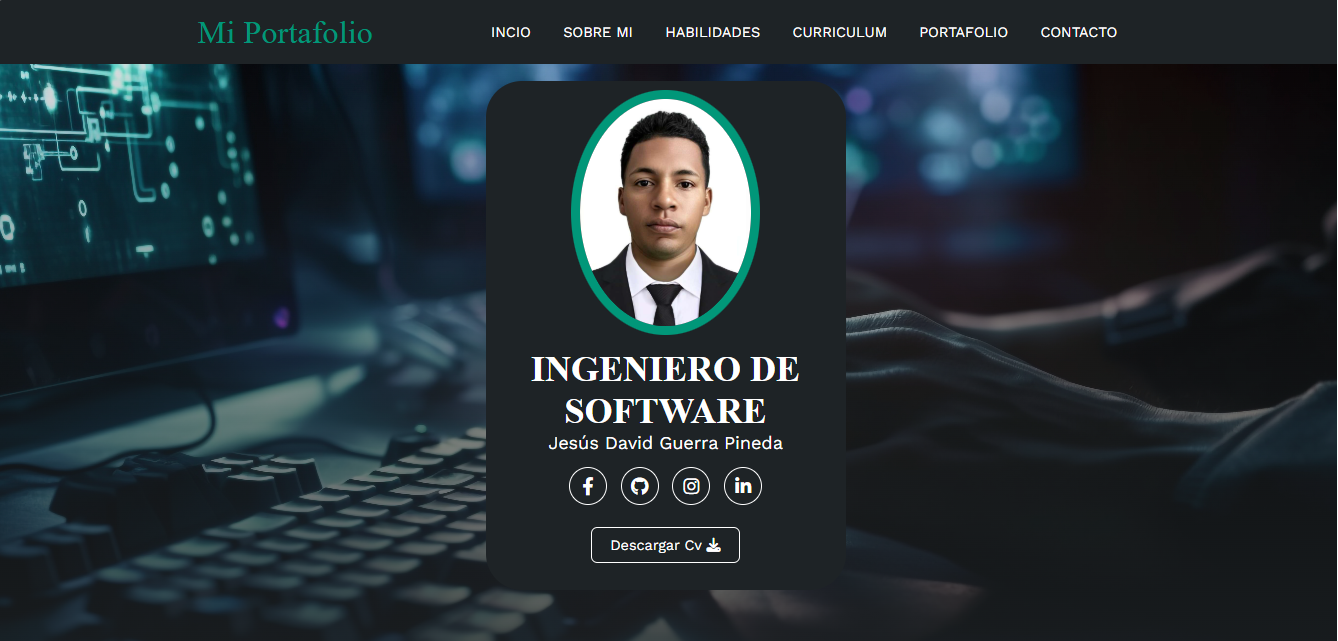 Mi Portafolio
INCIO SOBRE MI HABILIDADES CURRICULUM PORTAFOLIO CONTACTO
INGENIERO DE
SOFTWARE
Jesús David Guerra Pineda
Descargar Cv